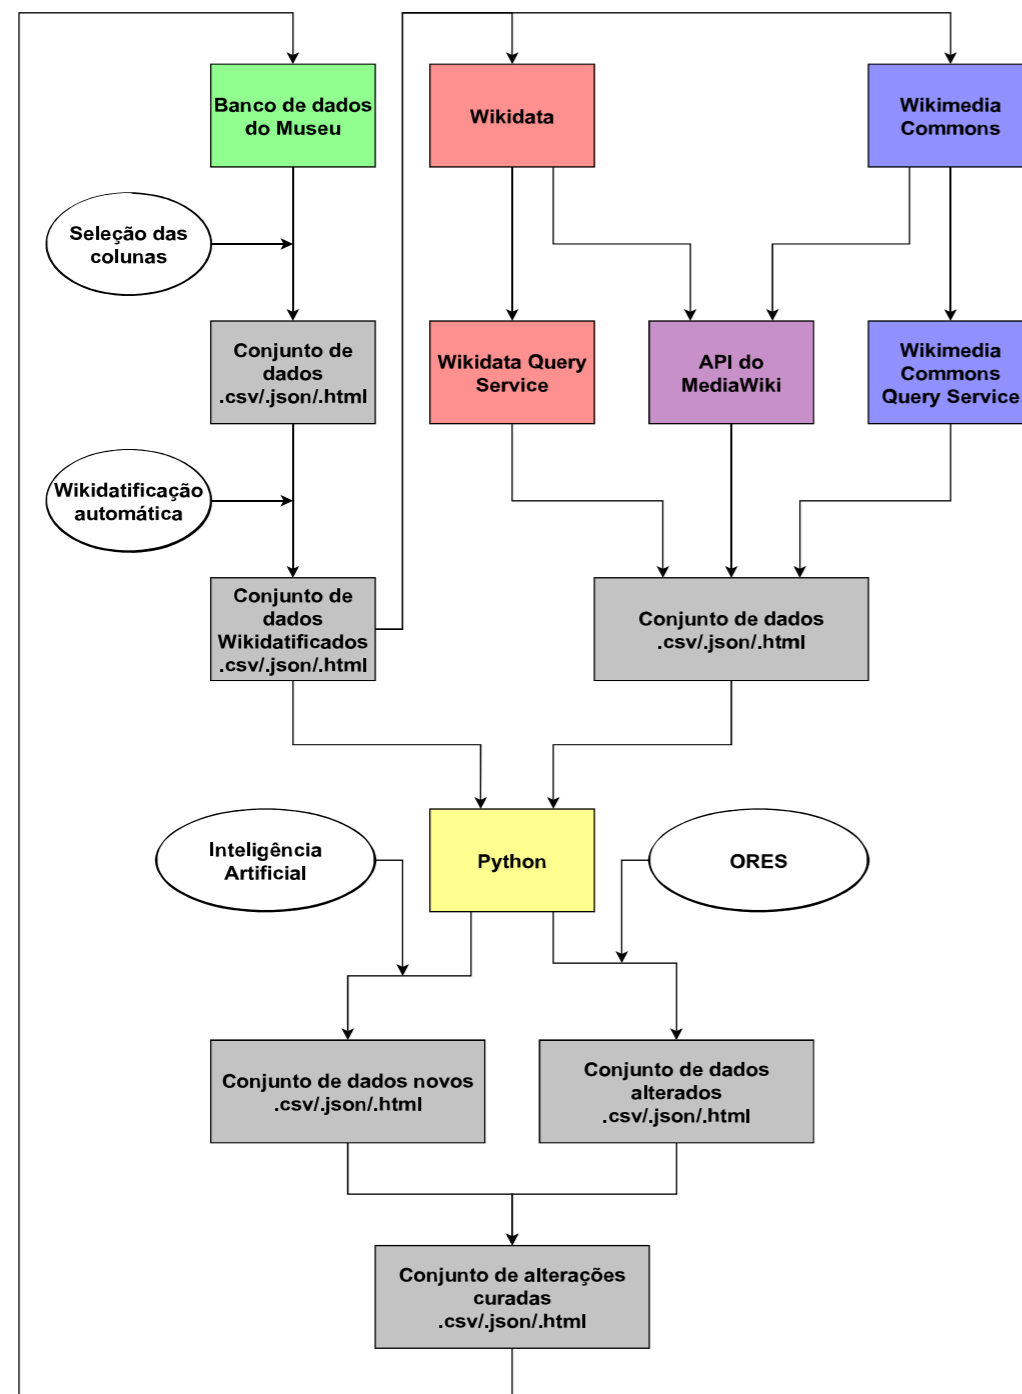 Banco de dados
do Museu
Wikidata
Wikimedia
Commons
Seleção das
colunas
Conjunto de
dados
.csv/.json/.html
Wikidata Query
Service
API do
MediaWiki
Wikimedia
Commons
Query Service
Wikidatificação
automática
Conjunto de
dados
Wikidatificados
.csv/.json/.html
Conjunto de dados
.csv/.json/.html
Inteligência
Artificial
Python
ORES
Conjunto de dados novos
.csv/.json/.html
Conjunto de dados
alterados
.csv/.json/.html
Conjunto de alterações
curadas
.csv/.json/.html